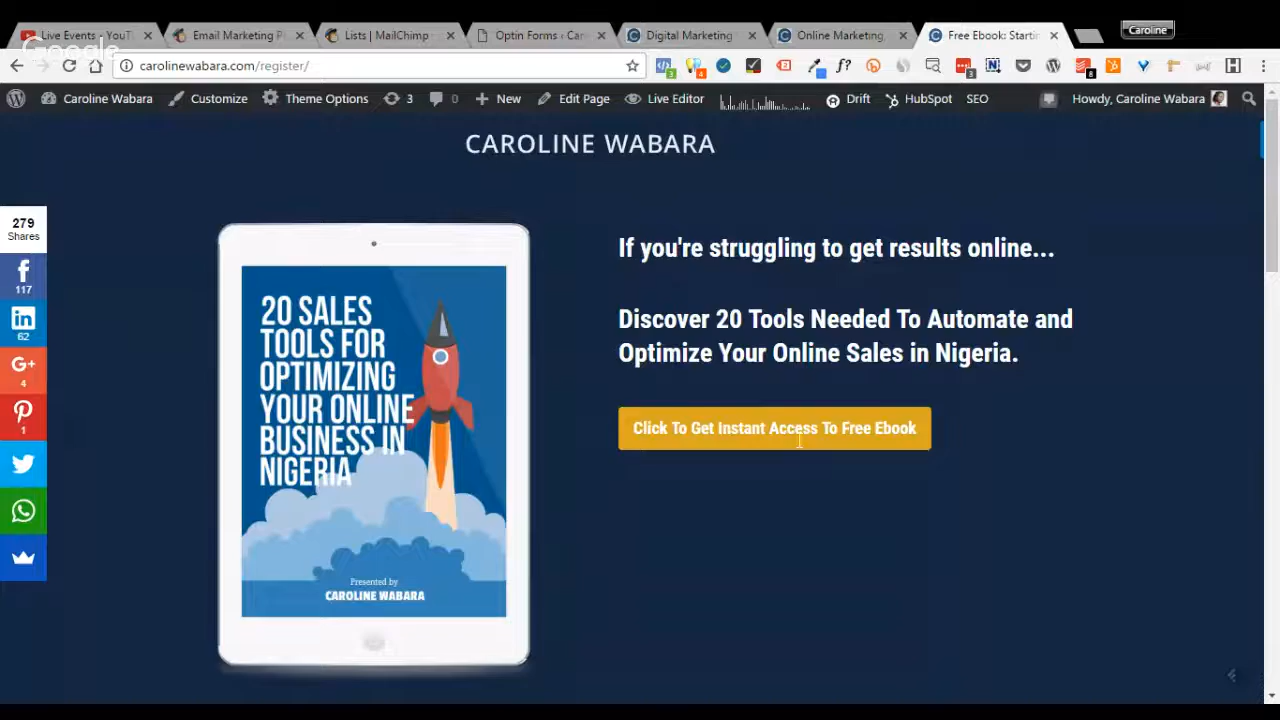 Live Events - YouT
Email Marketing P
Lists | MailChimp
Optin Forms ‹ Car
Digital Marketing
Online Marketing
Free Ebook: Startin
Caroline
Google
carolinewabara.com/register/
Caroline Wabara
Customize
Theme Options
3
0
New
Edit Page
Live Editor
Drift
HubSpot
SEO
Howdy, Caroline Wabara
CAROLINE WABARA
279
Shares
117
62
G+
4
1
20 SALES
TOOLS FOR
OPTIMIZING
YOUR ONLINE
BUSINESS IN
NIGERIA
Presented by
CAROLINE WABARA
If you're struggling to get results online...
Discover 20 Tools Needed To Automate and
Optimize Your Online Sales in Nigeria.
Click To Get Instant Access To Free Ebook